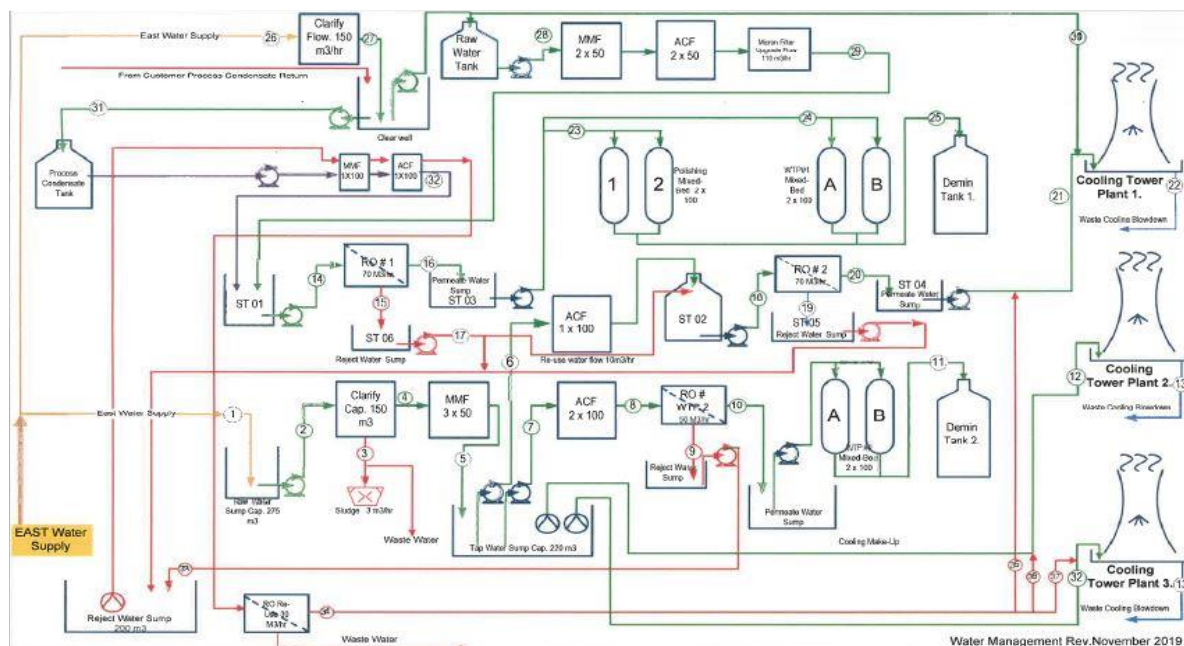 East Water Supply
26
Clarify
Flow. 150
m3/hr
27
From Customer Process Condensate Return
Clear well
Raw
Water
Tank
28
MMF
2 x 50
ACF
2 x 50
Micron Filter
Upgrade Flow
110 m3/hr
29
31
Process
Condensate
Tank
MMF
1X100
ACF
1X100
32
23
24
25
1
2
Polishing
Mixed-
Bed 2 x
100
WTP#1
Mixed-
Bed
2 x 100
A
B
Demin
Tank 1.
Cooling Tower
Plant 1.
21
22
Waste Cooling Blowdown
ST 01
14
RO # 1
70 M3/hr
15
16
Permeate Water
Sump
ST 03
ST 06
Reject Water Sump
17
6
ACF
1 x 100
Re-use water flow 10m3/hr
ST 02
RO # 2
70 M3/hr
19
20
ST 05
Reject Water Sump
ST 04
Permeate Water
Sump
12
Cooling
Tower Plant 2.
13
Waste Cooling Blowdown
East Water Supply
1
2
Raw Water
Sump Cap. 275
m3
Clarify
Cap. 150
m3
3
4
Sludge 3 m3/hr
Waste Water
MMF
3 x 50
5
7
ACF
2 x 100
8
RO #
WTP 2
50 M3/hr
9
10
Reject Water
Sump
Permeate Water
Sump
A
B
Mixed-Bed
2 x 100
11
Demin
Tank 2.
Tap Water Sump Cap. 220 m3
Cooling Make-Up
EAST Water
Supply
Reject Water Sump
200 m3
RO Re-
M3/hr
34
Waste Water
37
32
Cooling
Tower Plant 3.
13
Waste Cooling Blowdown
Water Management Rev.November 2019